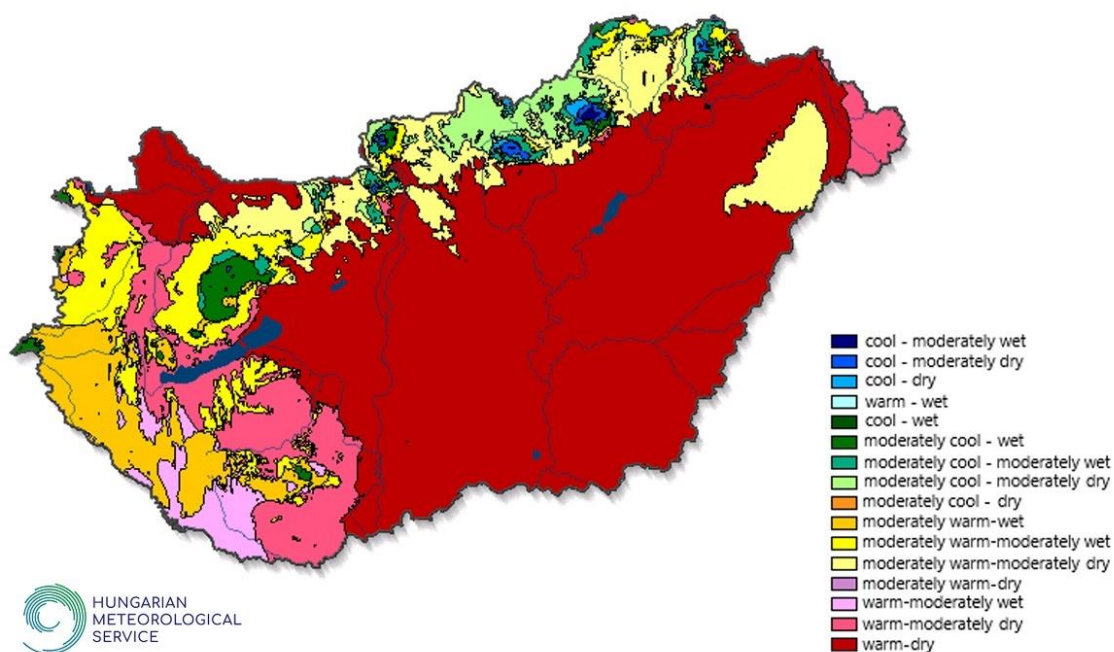 cool - moderately wet
cool - moderately dry
cool - dry
warm - wet
cool - wet
moderately cool - wet
moderately cool - moderately wet
moderately cool - moderately dry
moderately cool - dry
moderately warm-wet
moderately warm-moderately wet
moderately warm-moderately dry
moderately warm-dry
warm-moderately wet
warm-moderately dry
warm-dry
HUNGARIAN
METEOROLOGICAL
SERVICE